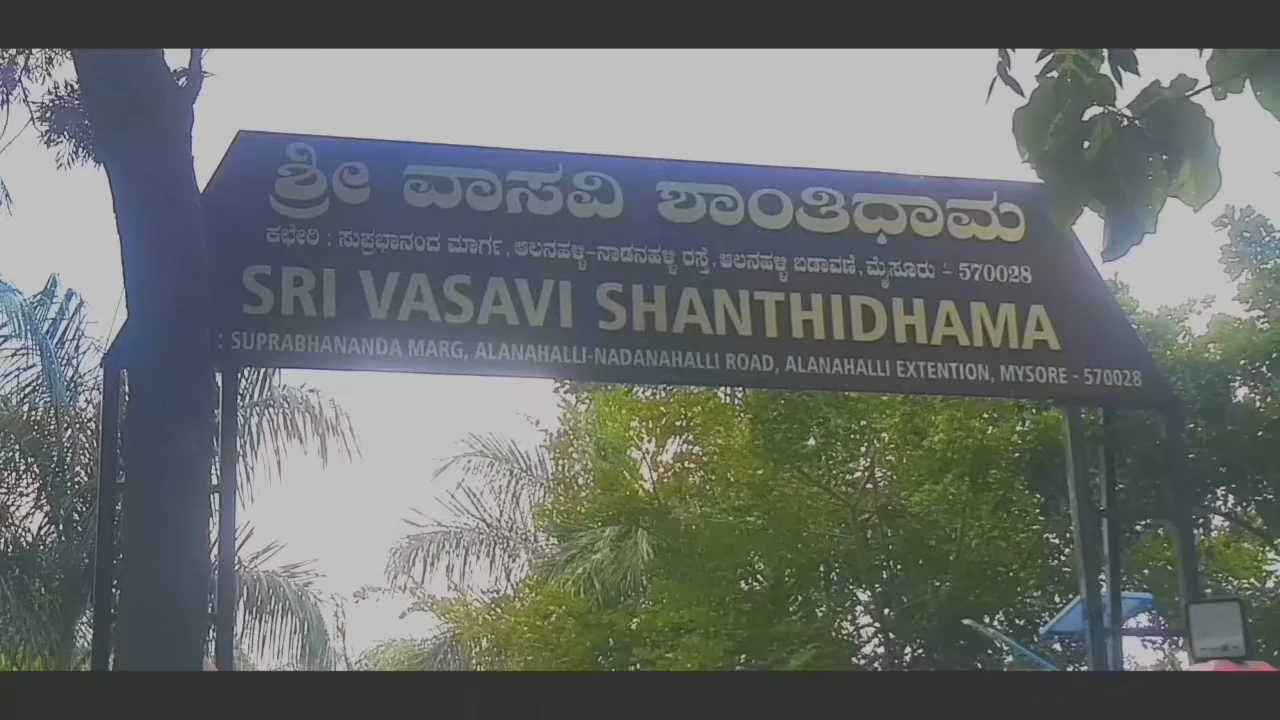 ಶ್ರೀ ವಾಸವಿ ಶಾಂತಿಧಾಮ
ಕಛೇರಿ : ಸುಪ್ರಭಾನಂದ ಮಾರ್ಗ, ಆಲನಹಳ್ಳಿ-ನಾಡನಹಳ್ಳಿ ರಸ್ತೆ, ಆಲನಹಳ್ಳಿ ಬಡಾವಣೆ, ಮೈಸೂರು - 570028
SRI VASAVI SHANTHIDHAMA
: SUPRABHANANDA MARG, ALANAHALLI-NADANAHALLI ROAD, ALANAHALLI EXTENTION, MYSORE - 570028